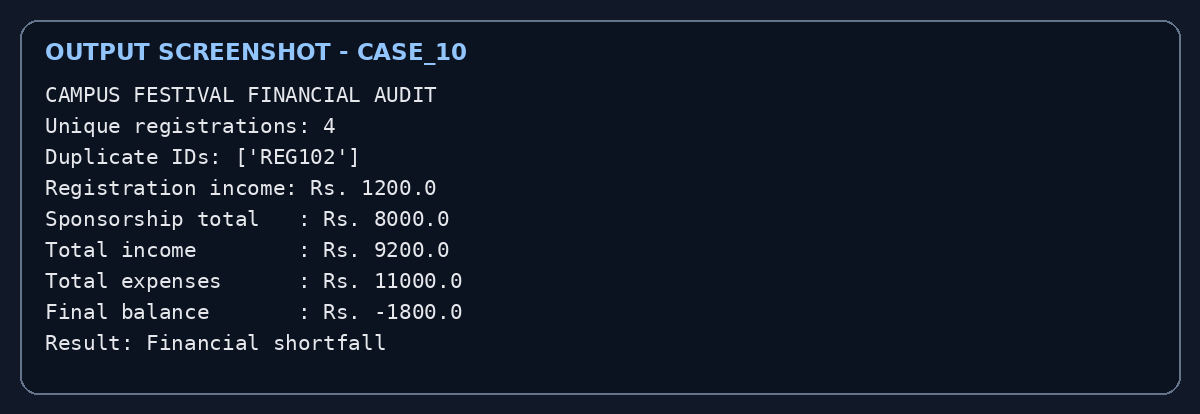 OUTPUT SCREENSHOT - CASE_10
CAMPUS FESTIVAL FINANCIAL AUDIT
Unique registrations: 4
Duplicate IDs: ['REG102']
Registration income: Rs. 1200.0
Sponsorship total   : Rs. 8000.0
Total income        : Rs. 9200.0
Total expenses      : Rs. 11000.0
Final balance       : Rs. -1800.0
Result: Financial shortfall